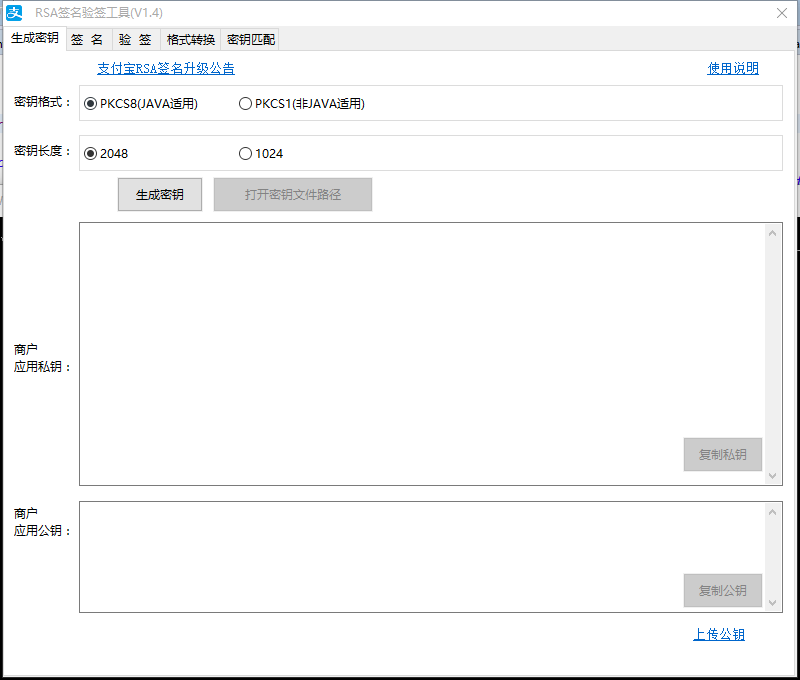 支 RSA签名验签工具(V1.4)
生成密钥 签 名 验 签 格式转换 密钥匹配
支付宝RSA签名升级公告 使用说明
密钥格式： PKCS8(JAVA适用) PKCS1(非JAVA适用)
密钥长度： 2048 1024
生成密钥 打开密钥文件路径
商户
应用私钥：
复制私钥
商户
应用公钥：
复制公钥
上传公钥